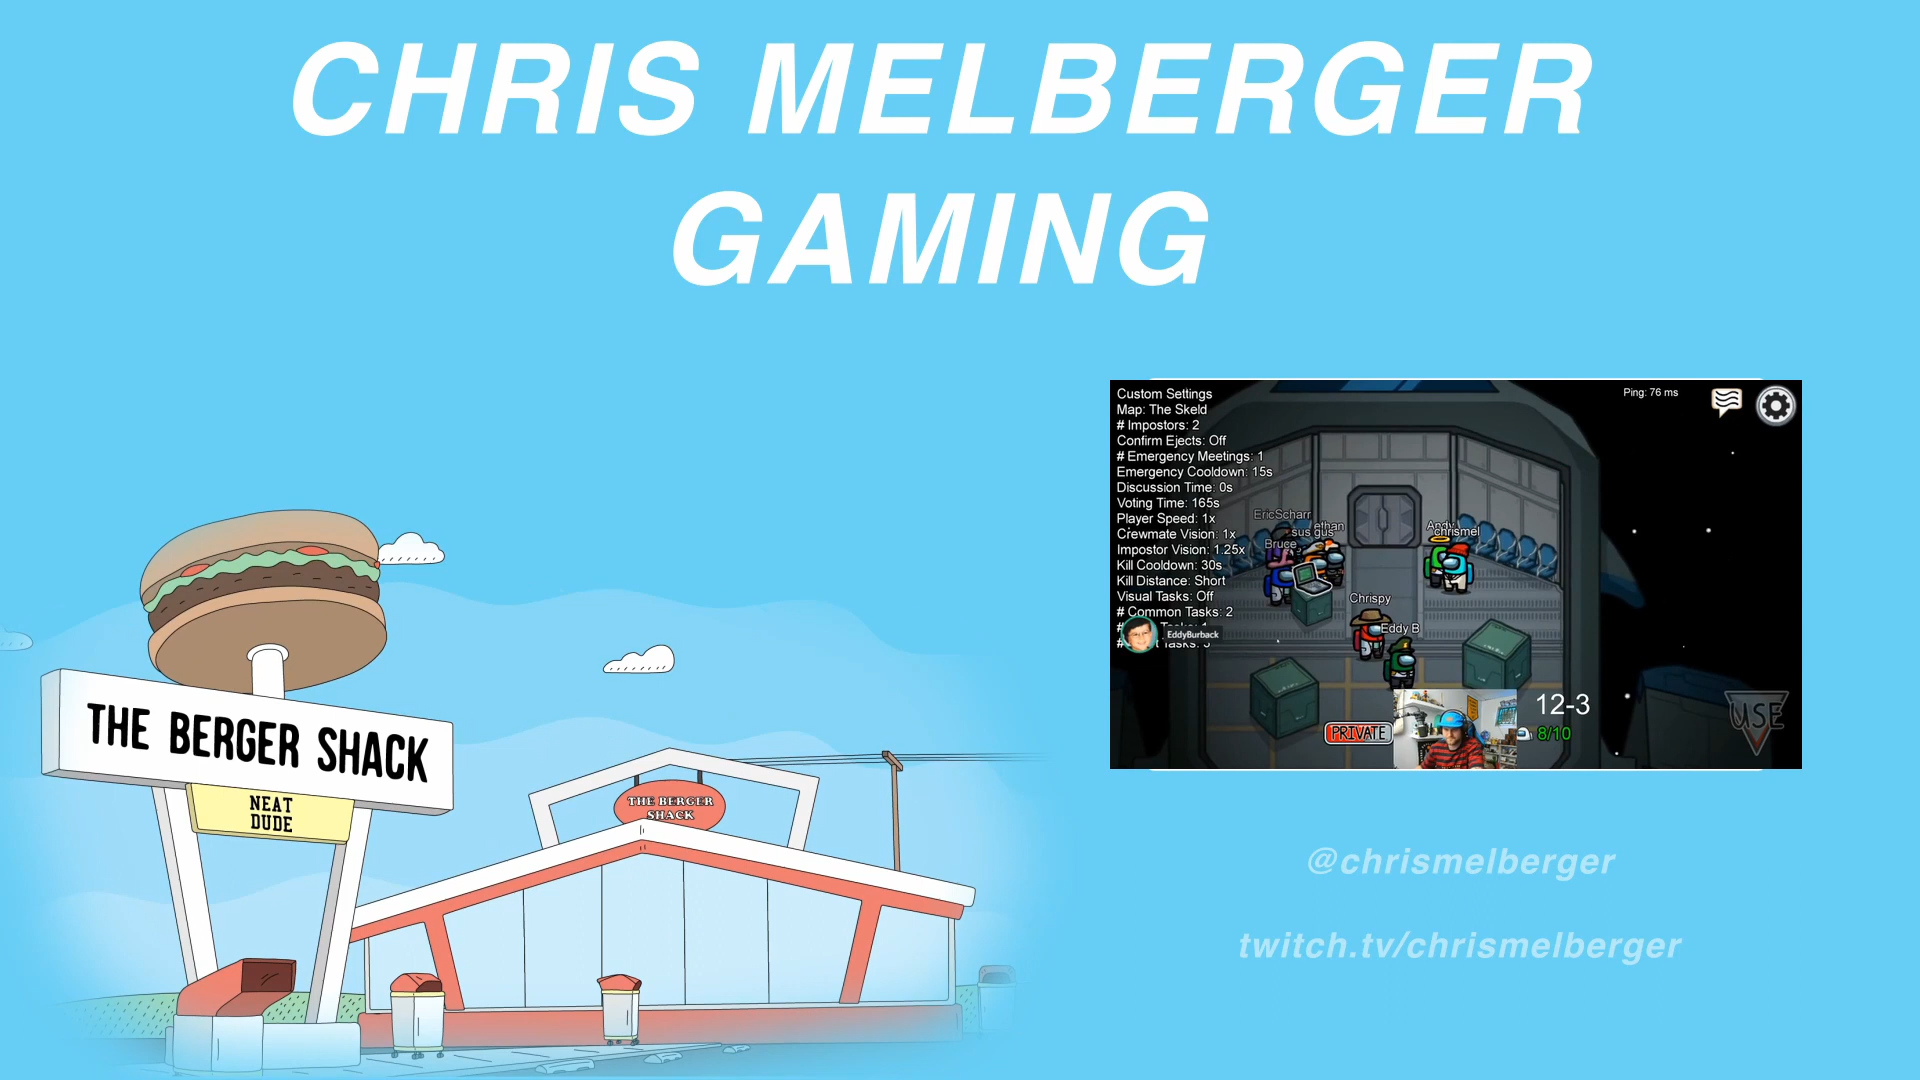 CHRIS MELBERGER
GAMING
Custom Settings
Map: The Skeld
# Impostors: 2
Confirm Ejects: Off
# Emergency Meetings: 1
Emergency Cooldown: 15s
Discussion Time: 0s
Voting Time: 165s
Player Speed: 1x
Crewmate Vision: 1x
Impostor Vision: 1.25x
Kill Cooldown: 30s
Kill Distance: Short
Visual Tasks: Off
# Common Tasks: 2
EddyBurback
Ping: 76 ms
EricScharr
ethan
sus gus
Bruce
Andy
chrismel
Chrispy
Eddy B
PRIVATE
12-3
8/10
USE
THE BERGER SHACK
NEAT
DUDE
THE BERGER
SHACK
@chrismelberger
twitch.tv/chrismelberger